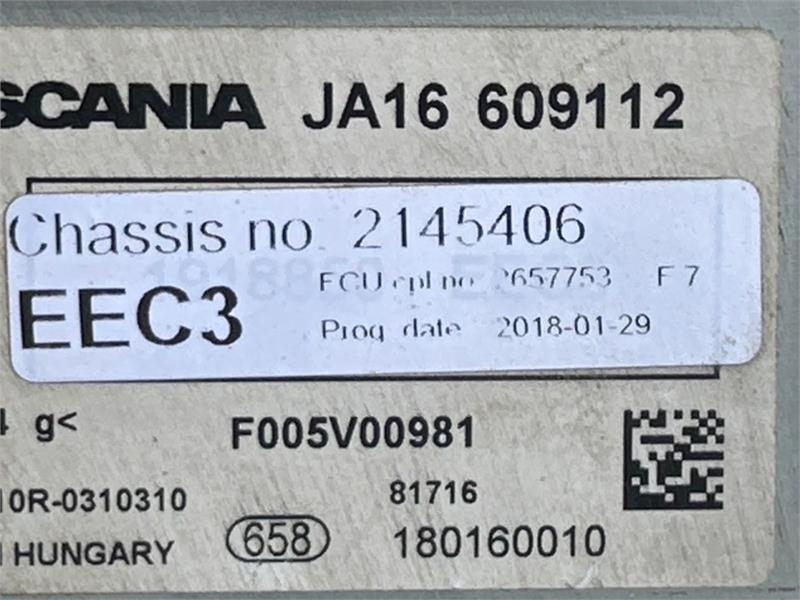 SCANIA JA16 609112
Chassis no 2145406
EEC3
ECU cpl no 2657753 F 7
Prog date 2018-01-29
g<
F005V00981
10R-0310310
81716
HUNGARY
658
180160010